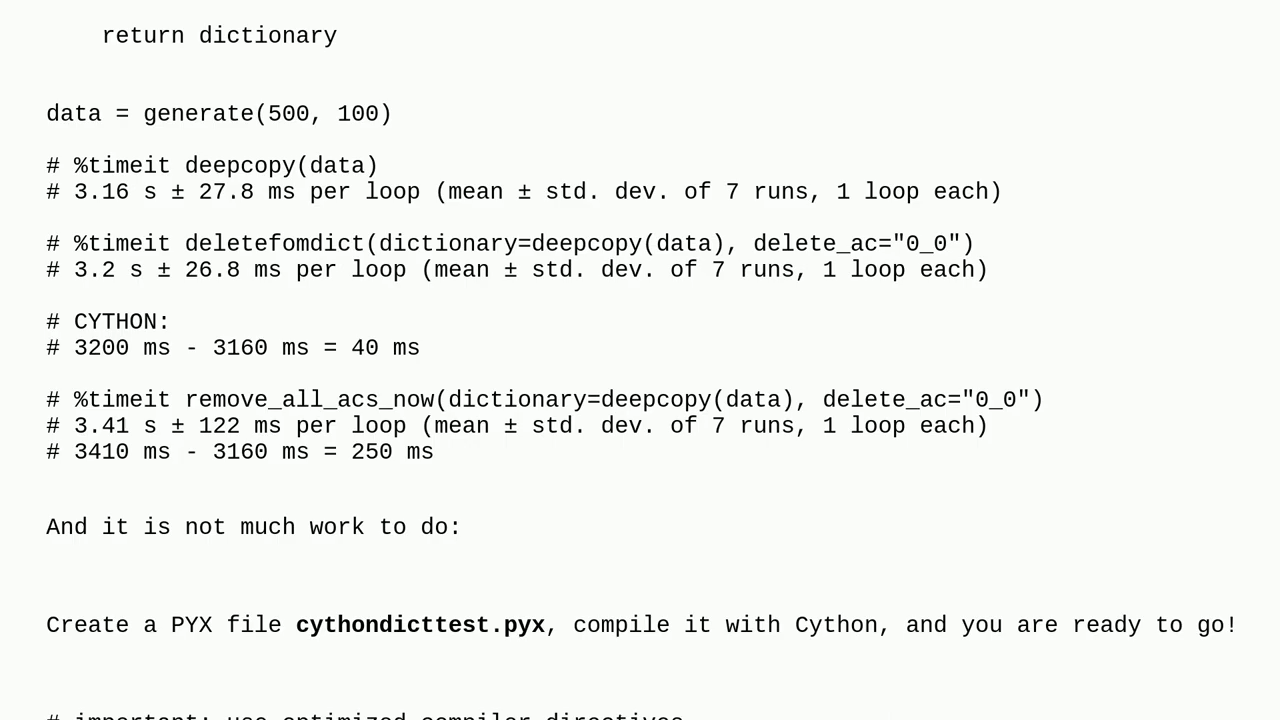 return dictionary
data = generate(500, 100)
# %timeit deepcopy(data)
# 3.16 s ± 27.8 ms per loop (mean ± std. dev. of 7 runs, 1 loop each)
# %timeit deletefomdict(dictionary=deepcopy(data), delete_ac="0_0")
# 3.2 s ± 26.8 ms per loop (mean ± std. dev. of 7 runs, 1 loop each)
# CYTHON:
# 3200 ms - 3160 ms = 40 ms
# %timeit remove_all_acs_now(dictionary=deepcopy(data), delete_ac="0_0")
# 3.41 s ± 122 ms per loop (mean ± std. dev. of 7 runs, 1 loop each)
# 3410 ms - 3160 ms = 250 ms
And it is not much work to do:
Create a PYX file cythondicttest.pyx, compile it with Cython, and you are ready to go!
# important: use optimized compiler directives